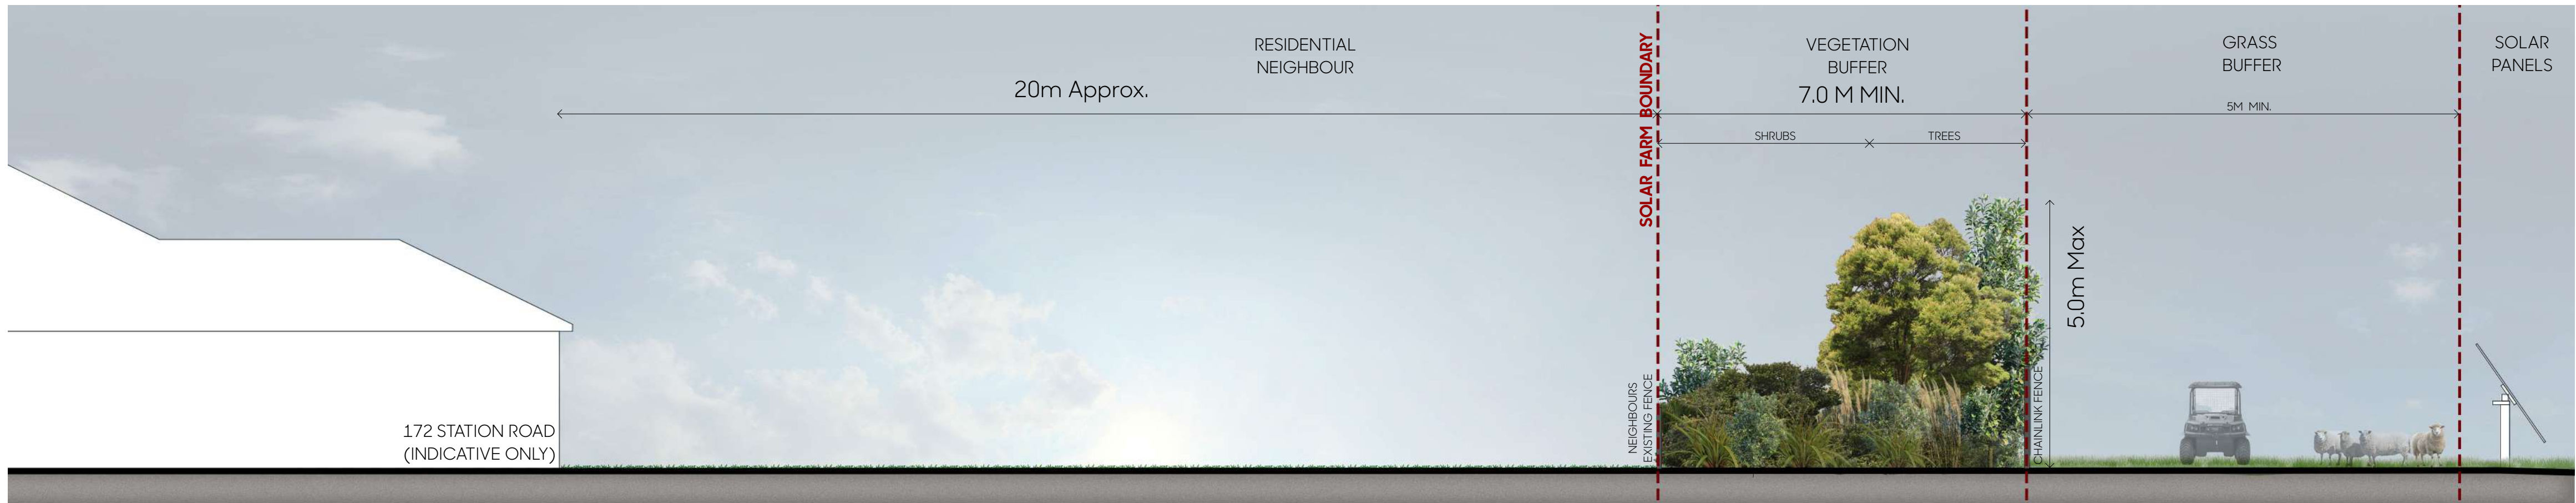 RESIDENTIAL
NEIGHBOUR
20m Approx.
SOLAR FARM BOUNDARY
VEGETATION
BUFFER
7.0 M MIN.
SHRUBS
TREES
GRASS
BUFFER
5M MIN.
SOLAR
PANELS
5.0m Max
172 STATION ROAD
(INDICATIVE ONLY)
NEIGHBOURS
EXISTING FENCE
CHAINLINK FENCE